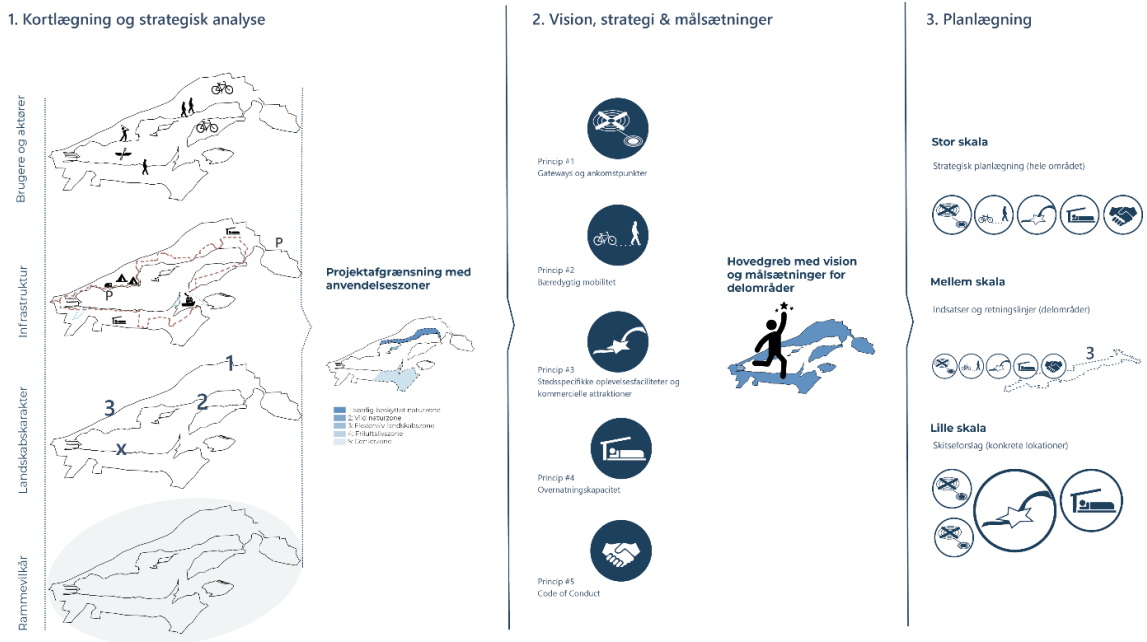 1. Kortlægning og strategisk analyse
Brugere og aktører
Infrastruktur
P
P
Landskabskarakter
1
2
3
x
Rammevilkår
Projektafgrænsning med
anvendelseszoner
2. Vision, strategi & målsætninger
Princip #1
Gateways og ankomstpunkter
Princip #2
Bæredygtig mobilitet
Princip #3
Stedsspecifikke oplevelsesfaciliteter og
kommercielle attraktioner
Princip #4
Overnatningskapacitet
Princip #5
Code of Conduct
Hovedgreb med vision
og målsætninger for
delområder
3. Planlægning
Stor skala
Strategisk planlægning (hele området)
Mellem skala
Indsatser og retningslinjer (delområder)
3
Lille skala
Skitseforslag (konkrete lokationer)